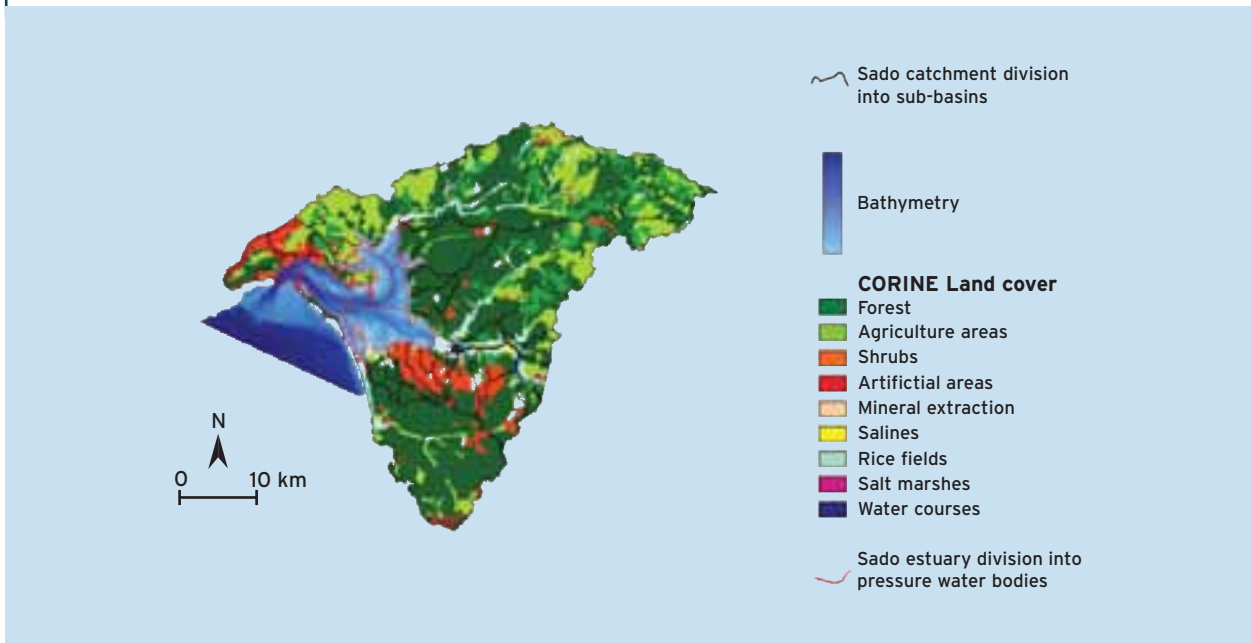 Sado catchment division
into sub-basins
Bathymetry
CORINE Land cover
Forest
Agriculture areas
Shrubs
Artifictial areas
Mineral extraction
Salines
Rice fields
Salt marshes
Water courses
Sado estuary division into
pressure water bodies
N
0 10 km